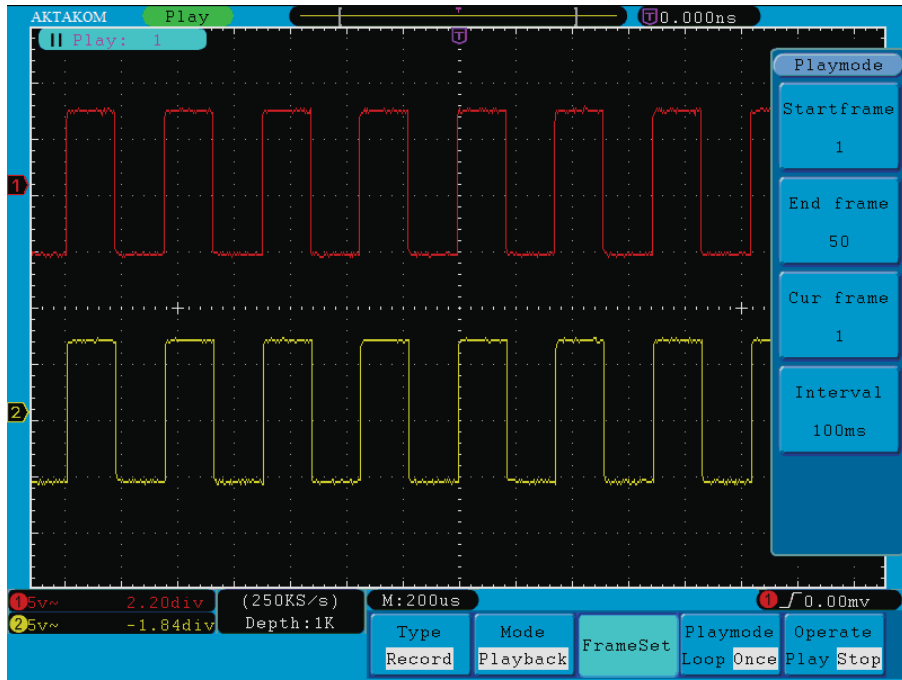 AKTAKOM Play T T 0.000ns
Play: 1
T
Playmode
Startframe
1
1
End frame
50
Cur frame
1
Interval
100ms
2
1 5v~ 2.20div (250KS/s) M:200us 1 0.00mv
2 5v~ -1.84div Depth:1K
Type Mode FrameSet Playmode Operate
Record Playback Loop Once Play Stop